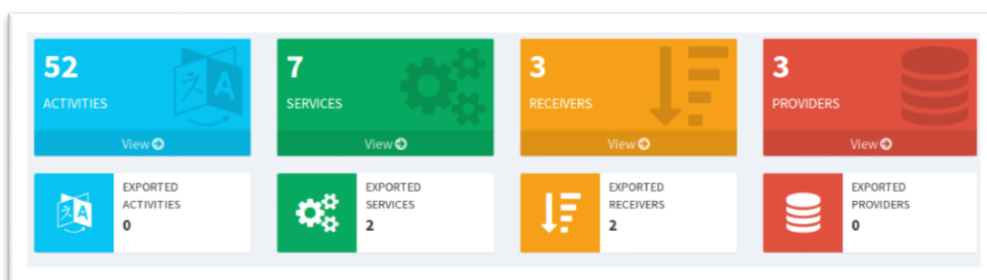 52
ACTIVITIES
View
7
SERVICES
View
3
RECEIVERS
View
3
PROVIDERS
View
EXPORTED
ACTIVITIES
0
EXPORTED
SERVICES
2
EXPORTED
RECEIVERS
2
EXPORTED
PROVIDERS
0